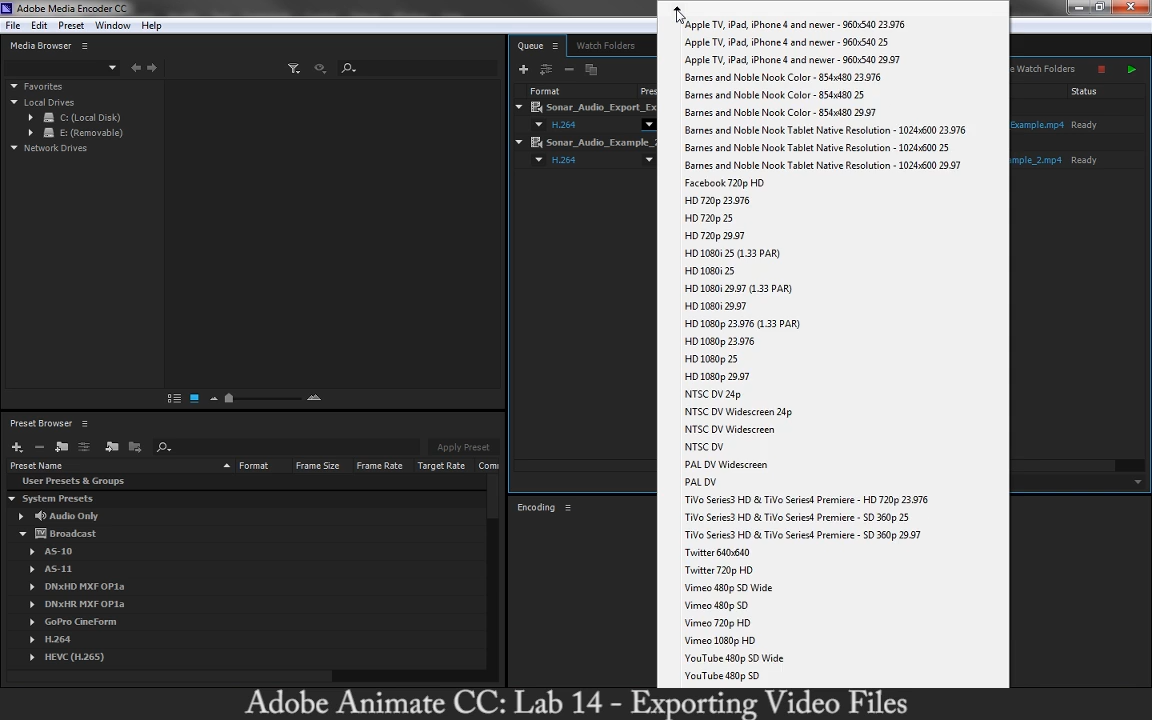 Adobe Media Encoder CC
File Edit Preset Window Help
Media Browser
Favorites
Local Drives
C: (Local Disk)
E: (Removable)
Network Drives
Preset Browser
Apply Preset
Preset Name Format Frame Size Frame Rate Target Rate Com
User Presets & Groups
System Presets
Audio Only
Broadcast
AS-10
AS-11
DNxHD MXF OP1a
DNxHR MXF OP1a
GoPro CineForm
H.264
HEVC (H.265)
Queue Watch Folders
e Watch Folders
Format Pres Status
Sonar_Audio_Export_Ex
H.264 Example.mp4 Ready
Sonar_Audio_Example_2
H.264 mple_2.mp4 Ready
Encoding
Apple TV, iPad, iPhone 4 and newer - 960x540 23.976
Apple TV, iPad, iPhone 4 and newer - 960x540 25
Apple TV, iPad, iPhone 4 and newer - 960x540 29.97
Barnes and Noble Nook Color - 854x480 23.976
Barnes and Noble Nook Color - 854x480 25
Barnes and Noble Nook Color - 854x480 29.97
Barnes and Noble Nook Tablet Native Resolution - 1024x600 23.976
Barnes and Noble Nook Tablet Native Resolution - 1024x600 25
Barnes and Noble Nook Tablet Native Resolution - 1024x600 29.97
Facebook 720p HD
HD 720p 23.976
HD 720p 25
HD 720p 29.97
HD 1080i 25 (1.33 PAR)
HD 1080i 25
HD 1080i 29.97 (1.33 PAR)
HD 1080i 29.97
HD 1080p 23.976 (1.33 PAR)
HD 1080p 23.976
HD 1080p 25
HD 1080p 29.97
NTSC DV 24p
NTSC DV Widescreen 24p
NTSC DV Widescreen
NTSC DV
PAL DV Widescreen
PAL DV
TiVo Series3 HD & TiVo Series4 Premiere - HD 720p 23.976
TiVo Series3 HD & TiVo Series4 Premiere - SD 360p 25
TiVo Series3 HD & TiVo Series4 Premiere - SD 360p 29.97
Twitter 640x640
Twitter 720p HD
Vimeo 480p SD Wide
Vimeo 480p SD
Vimeo 720p HD
Vimeo 1080p HD
YouTube 480p SD Wide
YouTube 480p SD
Adobe Animate CC: Lab 14 - Exporting Video Files